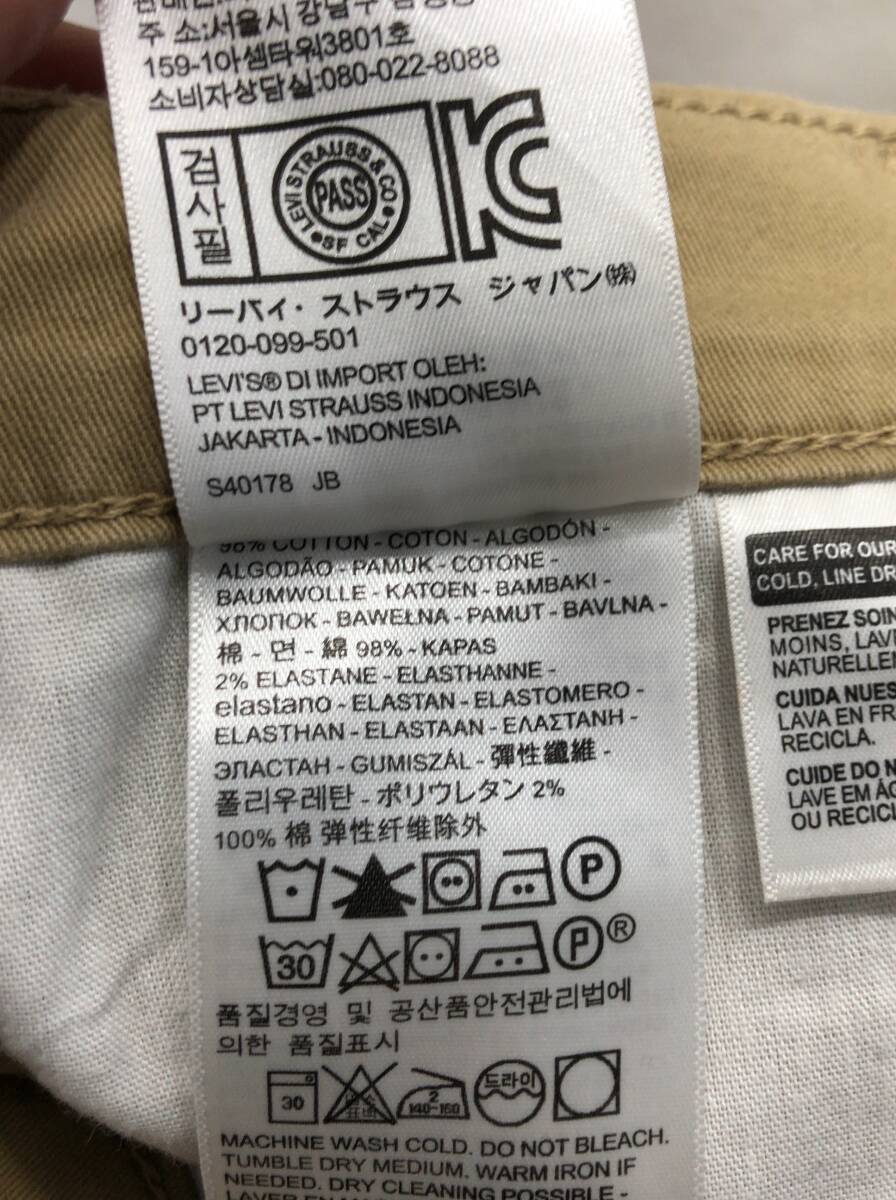 주 소:서울시 강남구 삼성동
159-1아셈타워3801호
소비자상담실:080-022-8088
검사필
LEVI STRAUSS & CO
PASS
SF CAL
リーバイ・ストラウス ジャパン㈱
0120-099-501
LEVI'S® DI IMPORT OLEH:
PT LEVI STRAUSS INDONESIA
JAKARTA - INDONESIA
S40178 JB
98% COTTON - COTON - ALGODÓN -
ALGODÃO - PAMUK - COTONE -
BAUMWOLLE - KATOEN - ΒΑΜΒΑΚΙ -
ХЛОПОК - BAWEŁNA - PAMUT - BAVLNA -
棉 - 면 - 綿 98% - KAPAS
2% ELASTANE - ELASTHANNE -
elastano - ELASTAN - ELASTOMERO -
ELASTHAN - ELASTAAN - ΕΛΑΣΤΑΝΗ -
ЭЛАСТАН - GUMISZÁL - 彈性纖維 -
폴리우레탄 - ポリウレタン 2%
100% 棉 弹性纤维除外
P
30 P®
품질경영 및 공산품안전관리법에
의한 품질표시
30 2 140-160 드라이
MACHINE WASH COLD. DO NOT BLEACH.
TUMBLE DRY MEDIUM. WARM IRON IF
NEEDED. DRY CLEANING POSSIBLE -
CARE FOR OUR
COLD, LINE DR
PRENEZ SOIN
MOINS, LAV
NATURELLE
CUIDA NUES
LAVA EN FR
RECICLA.
CUIDE DO N
LAVE EM ÁG
OU RECICL